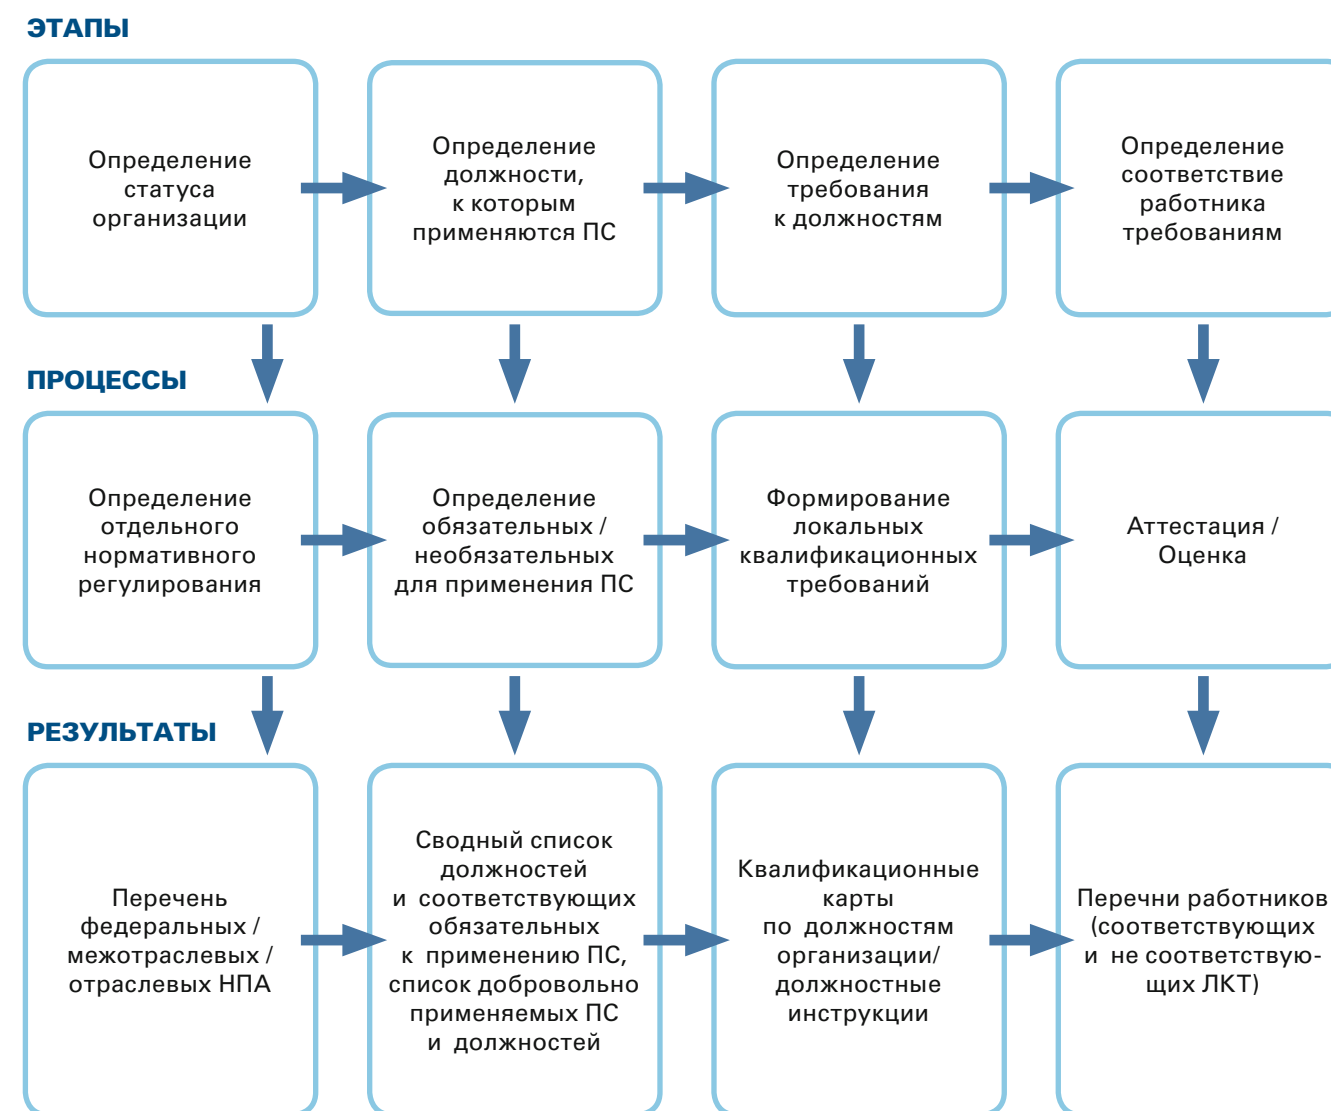 ЭТАПЫ
Определение
статуса
организации
Определение
должности,
к которым
применяются ПС
Определение
требования
к должностям
Определение
соответствие
работника
требованиям
ПРОЦЕССЫ
Определение
отдельного
нормативного
регулирования
Определение
обязательных /
необязательных
для применения ПС
Формирование
локальных
квалификационных
требований
Аттестация /
Оценка
РЕЗУЛЬТАТЫ
Перечень
федеральных /
межотраслевых /
отраслевых НПА
Сводный список
должностей
и соответствующих
обязательных
к применению ПС,
список добровольно
применяемых ПС
и должностей
Квалификационные
карты
по должностям
организации/
должностные
инструкции
Перечни работников
(соответствующих
и не соответствую-
щих ЛКТ)